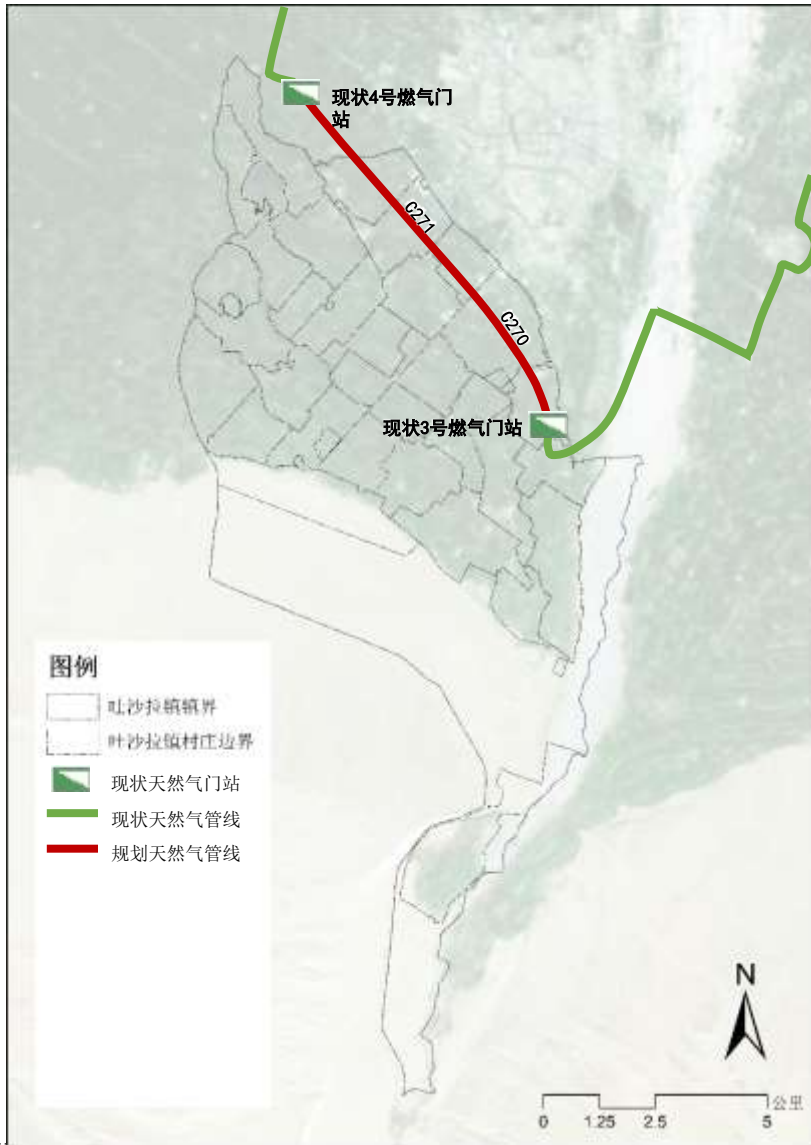 现状4号燃气门
站
C271
C270
现状3号燃气门站
图例
吐沙拉镇镇界
叶沙拉镇村庄边界
现状天然气门站
现状天然气管线
规划天然气管线
N
公里
0 1.25 2.5 5